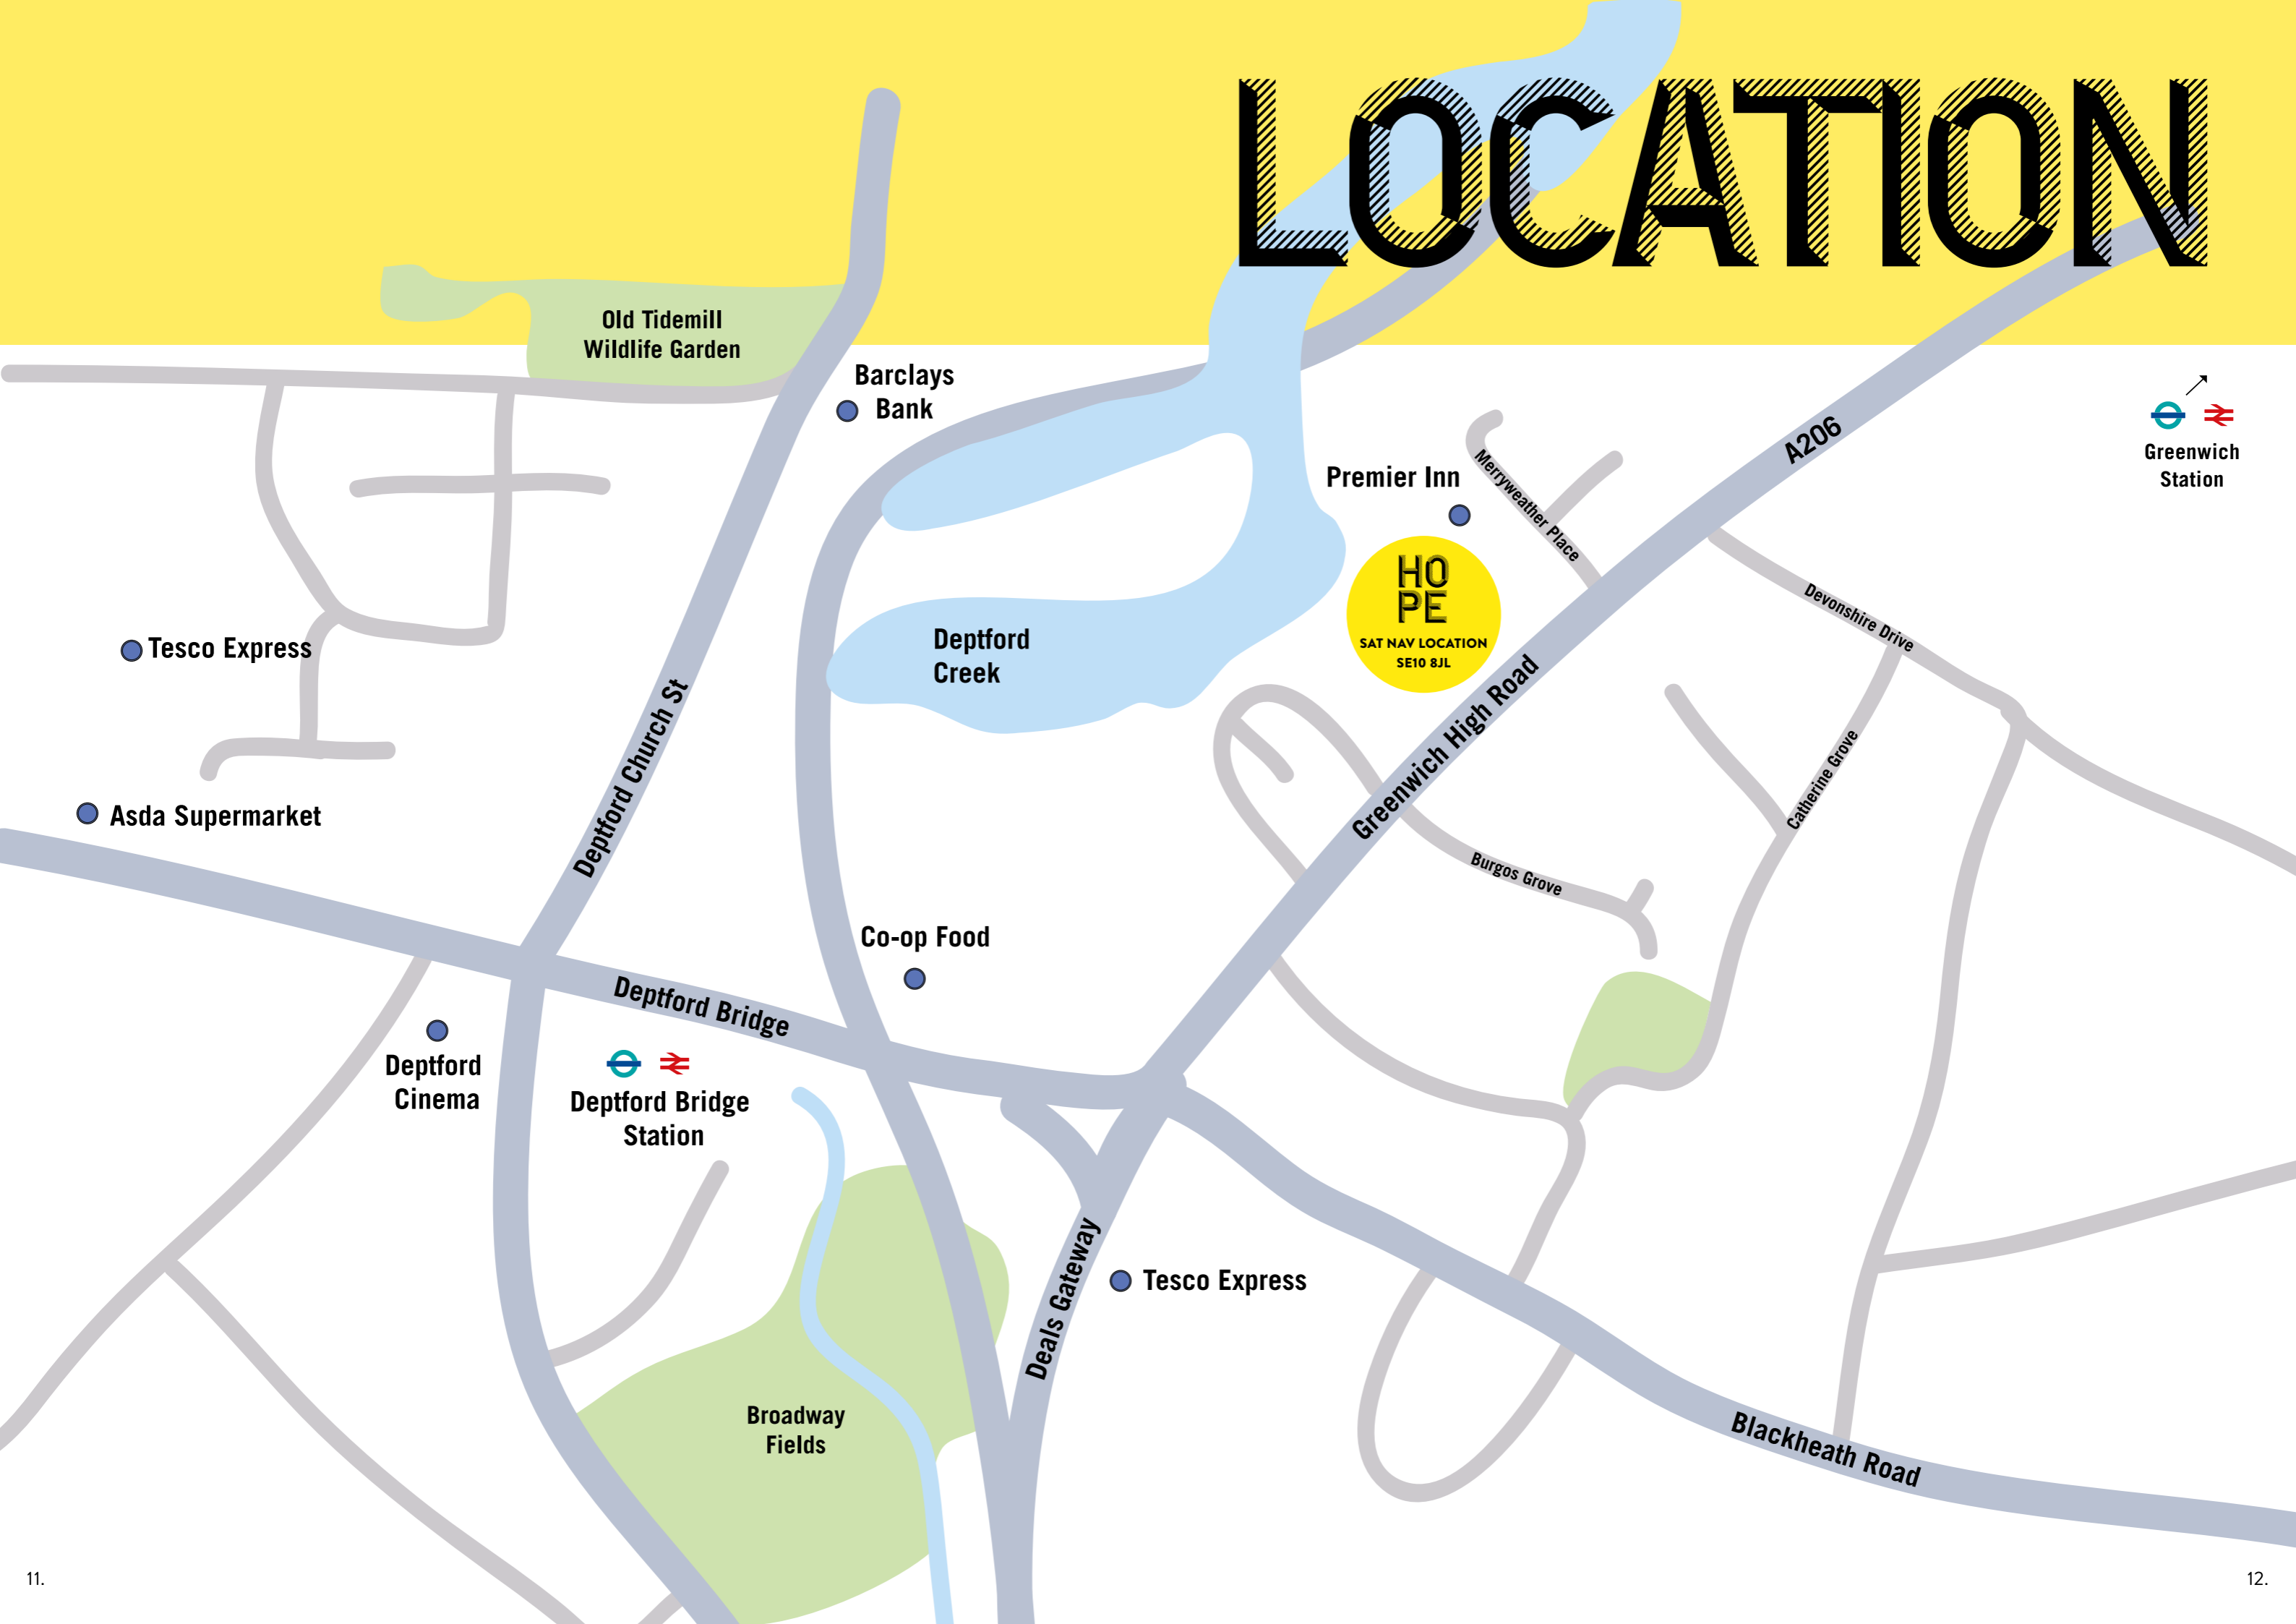 LOCATION
Old Tidemill
Wildlife Garden
Barclays
Bank
A206
Greenwich
Station
Premier Inn
Merryweather Place
HO
PE
SAT NAV LOCATION
SE10 8JL
Devonshire Drive
Deptford
Creek
Tesco Express
Deptford Church St
Greenwich High Road
Catherine Grove
Asda Supermarket
Burgos Grove
Co-op Food
Deptford Bridge
Deptford
Cinema
Deptford Bridge
Station
Deals Gateway
Tesco Express
Broadway
Fields
Blackheath Road
11.
12.